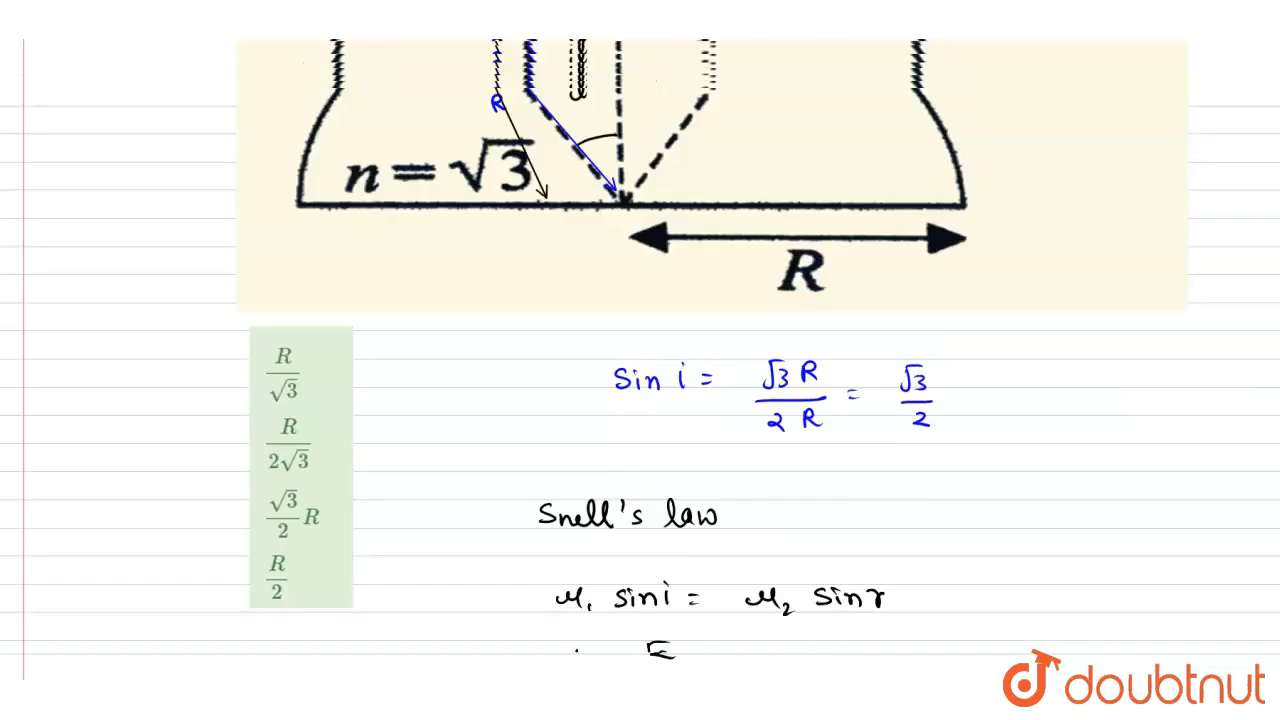 R
n = √3
R
R/√3
R/2√3
√3/2 R
R/2
Sin i = √3 R / 2 R = √3/2
Snell's law
μ₁ sin i = μ₂ sin r
doubtnut